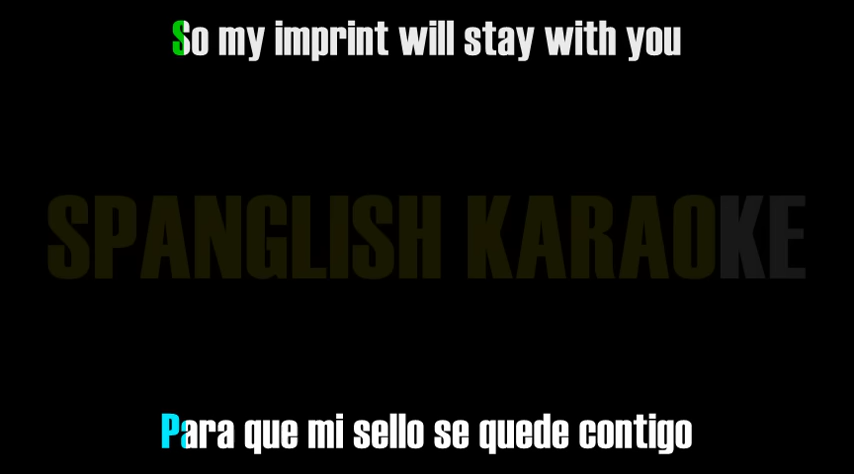 So my imprint will stay with you
SPANGLISH KARAOKE
Para que mi sello se quede contigo